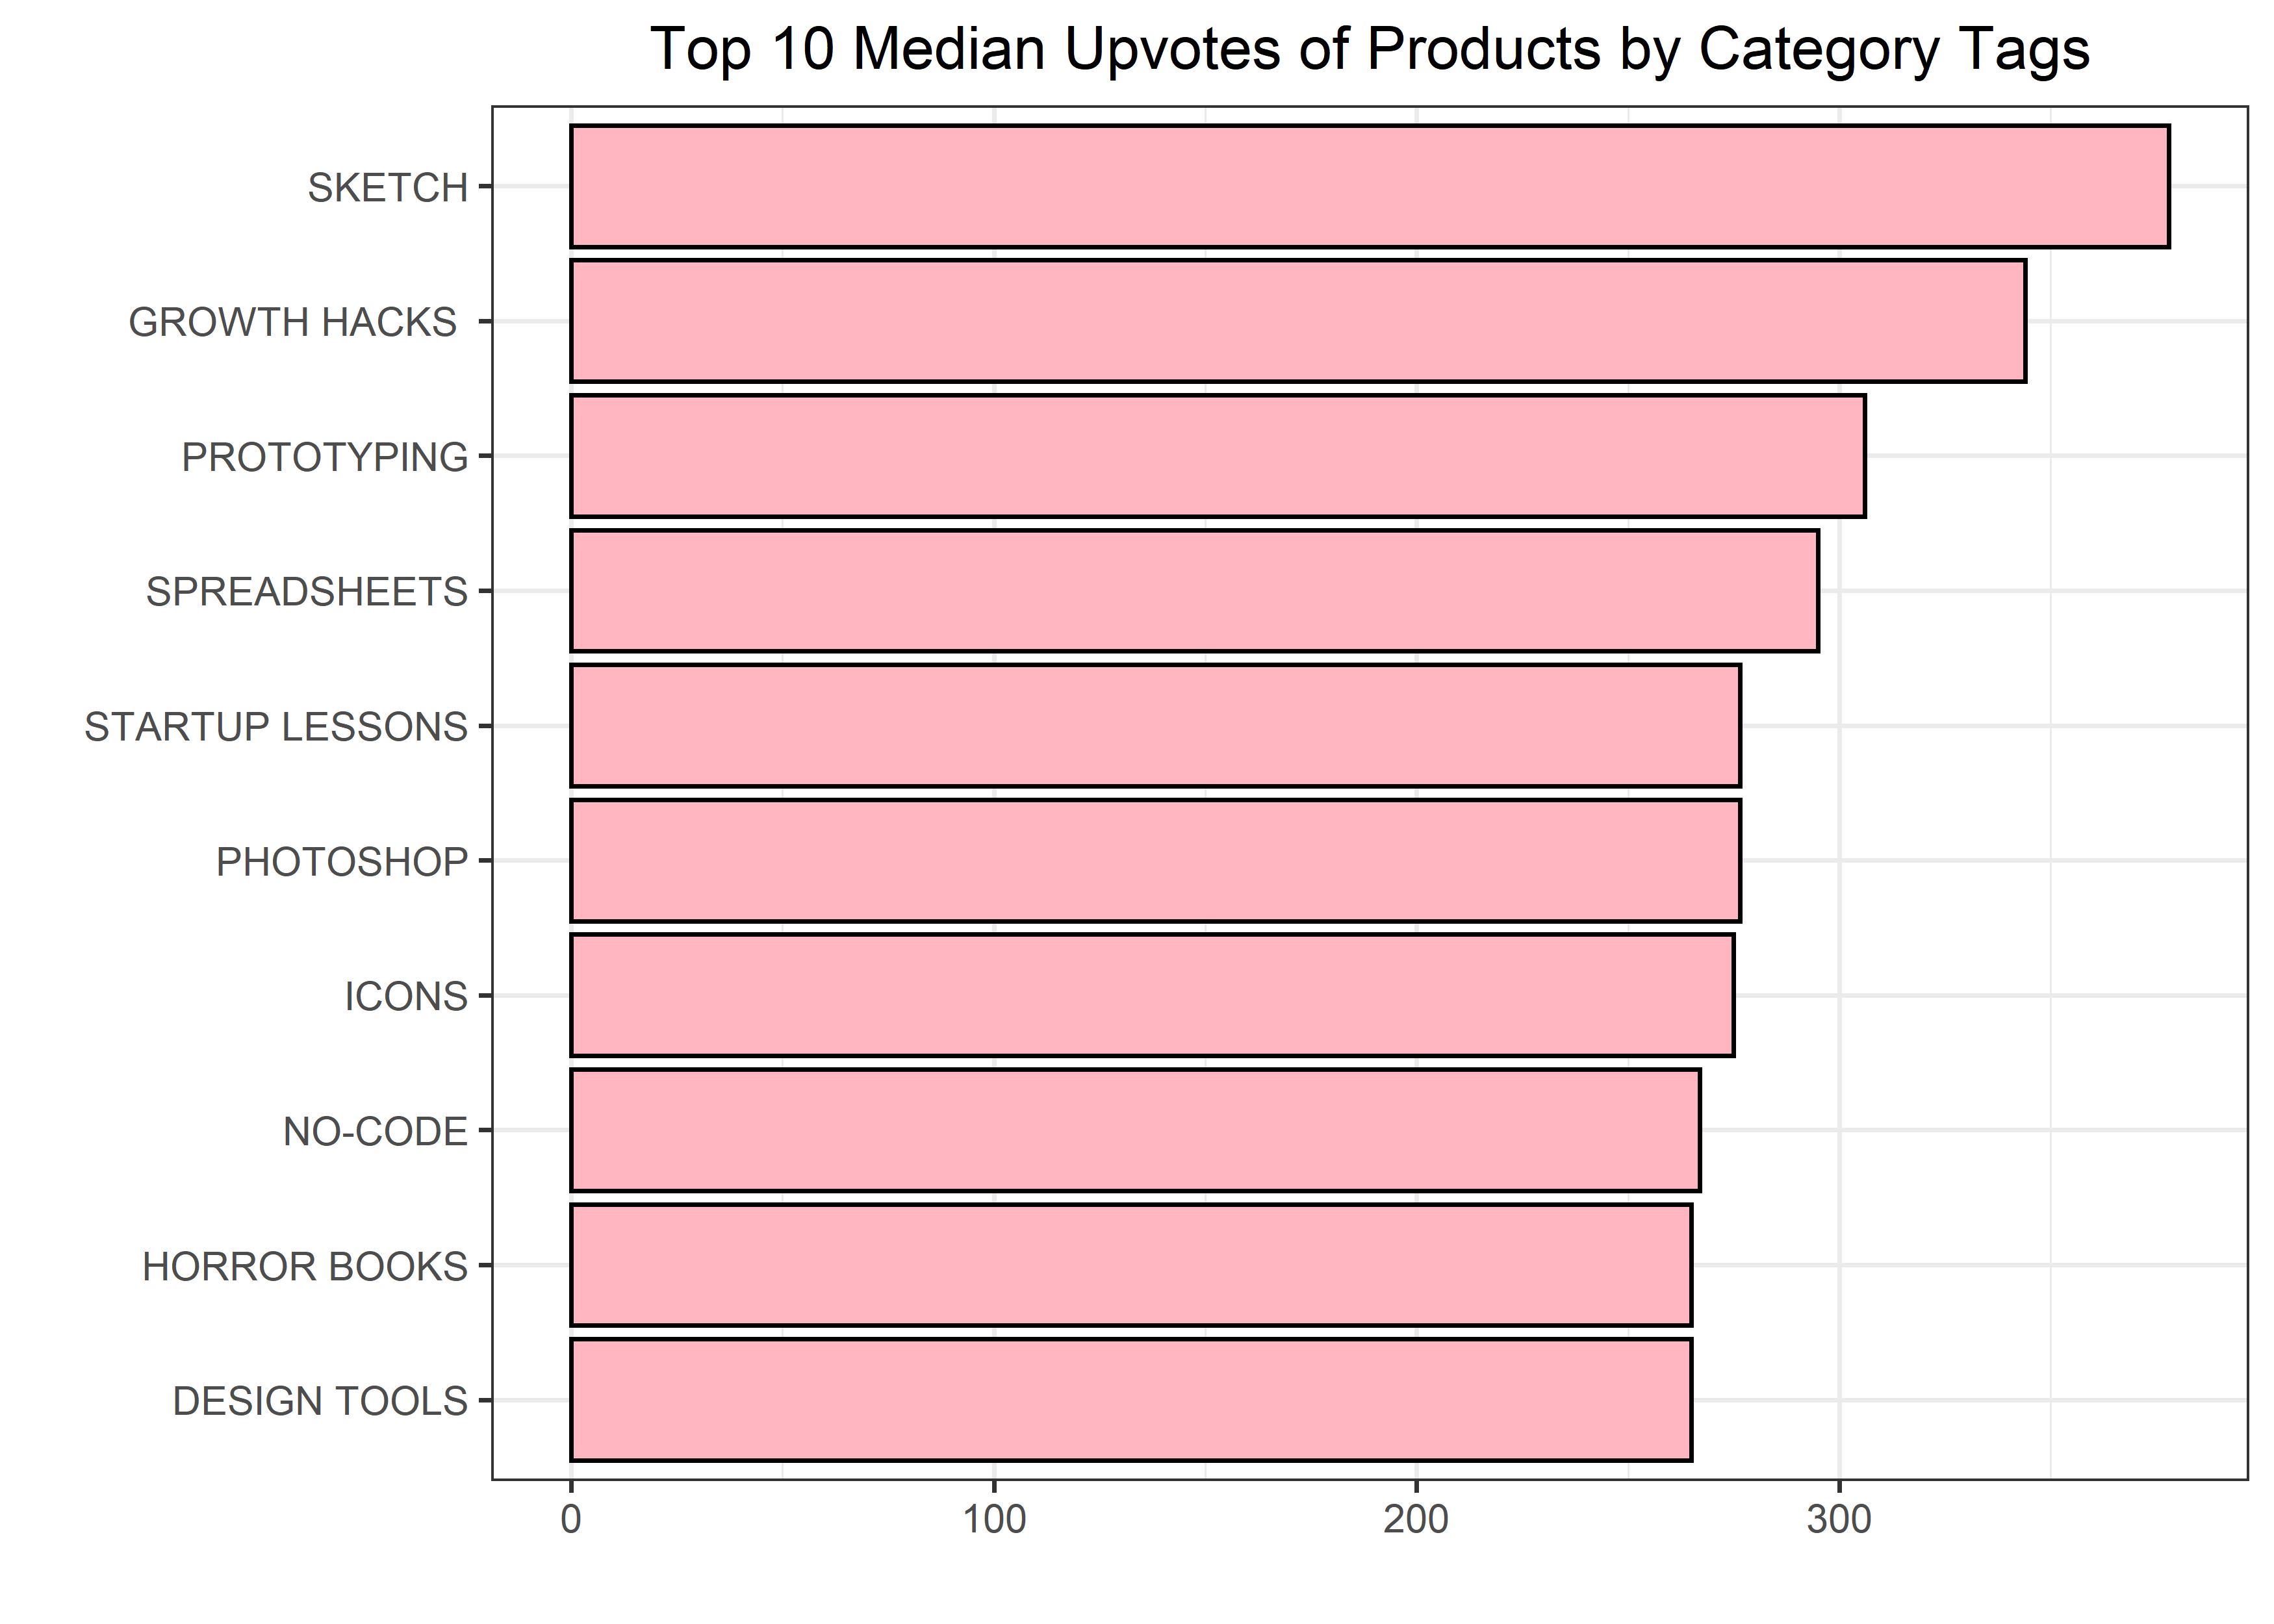 Top 10 Median Upvotes of Products by Category Tags
SKETCH
GROWTH HACKS
PROTOTYPING
SPREADSHEETS
STARTUP LESSONS
PHOTOSHOP
ICONS
NO-CODE
HORROR BOOKS
DESIGN TOOLS
0 100 200 300